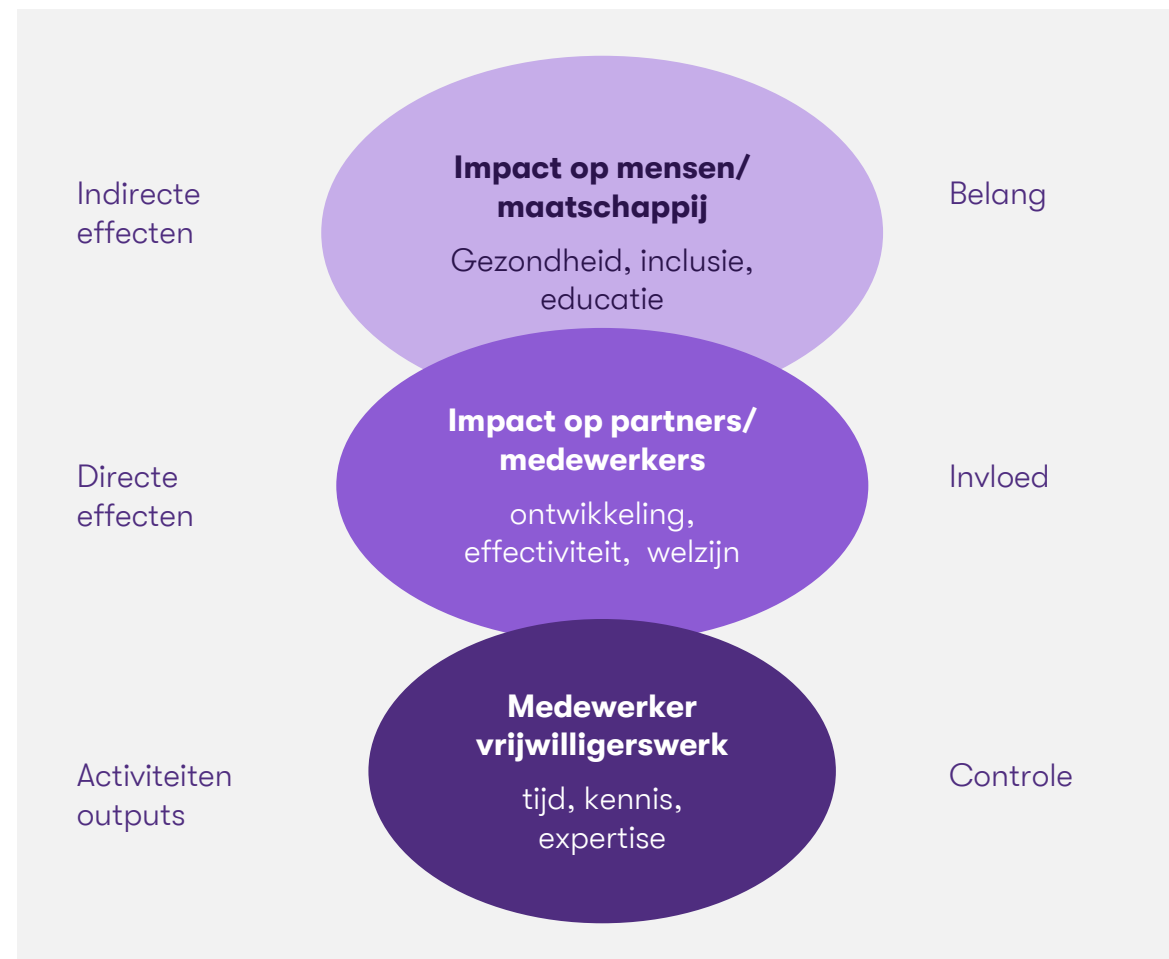 Indirecte
effecten
Impact op mensen/
maatschappij
Gezondheid, inclusie,
educatie
Belang
Directe
effecten
Impact op partners/
medewerkers
ontwikkeling,
effectiviteit, welzijn
Invloed
Activiteiten
outputs
Medewerker
vrijwilligerswerk
tijd, kennis,
expertise
Controle